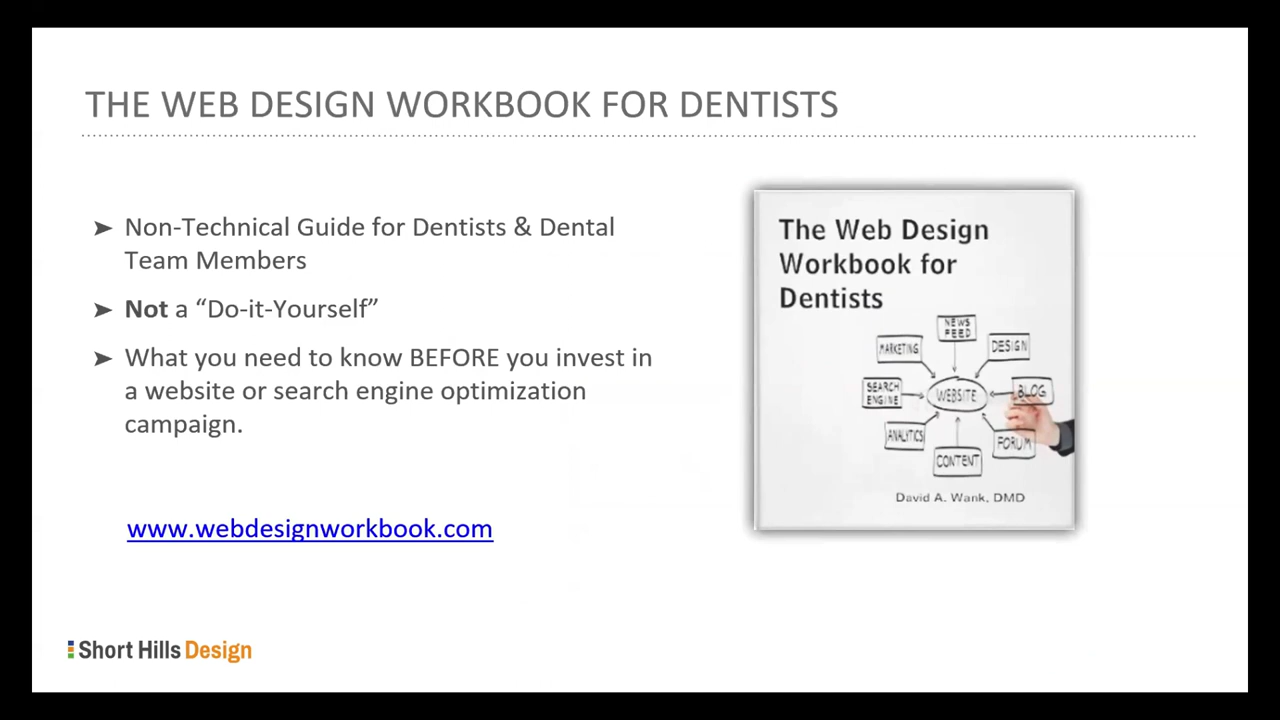 THE WEB DESIGN WORKBOOK FOR DENTISTS
➤ Non-Technical Guide for Dentists & Dental
Team Members
➤ Not a “Do-it-Yourself”
➤ What you need to know BEFORE you invest in
a website or search engine optimization
campaign.
www.webdesignworkbook.com
The Web Design
Workbook for
Dentists
NEWS
FEED
MARKETING
DESIGN
SEARCH
ENGINE
WEBSITE
BLOG
ANALYTICS
FORUM
CONTENT
David A. Wank, DMD
Short Hills Design